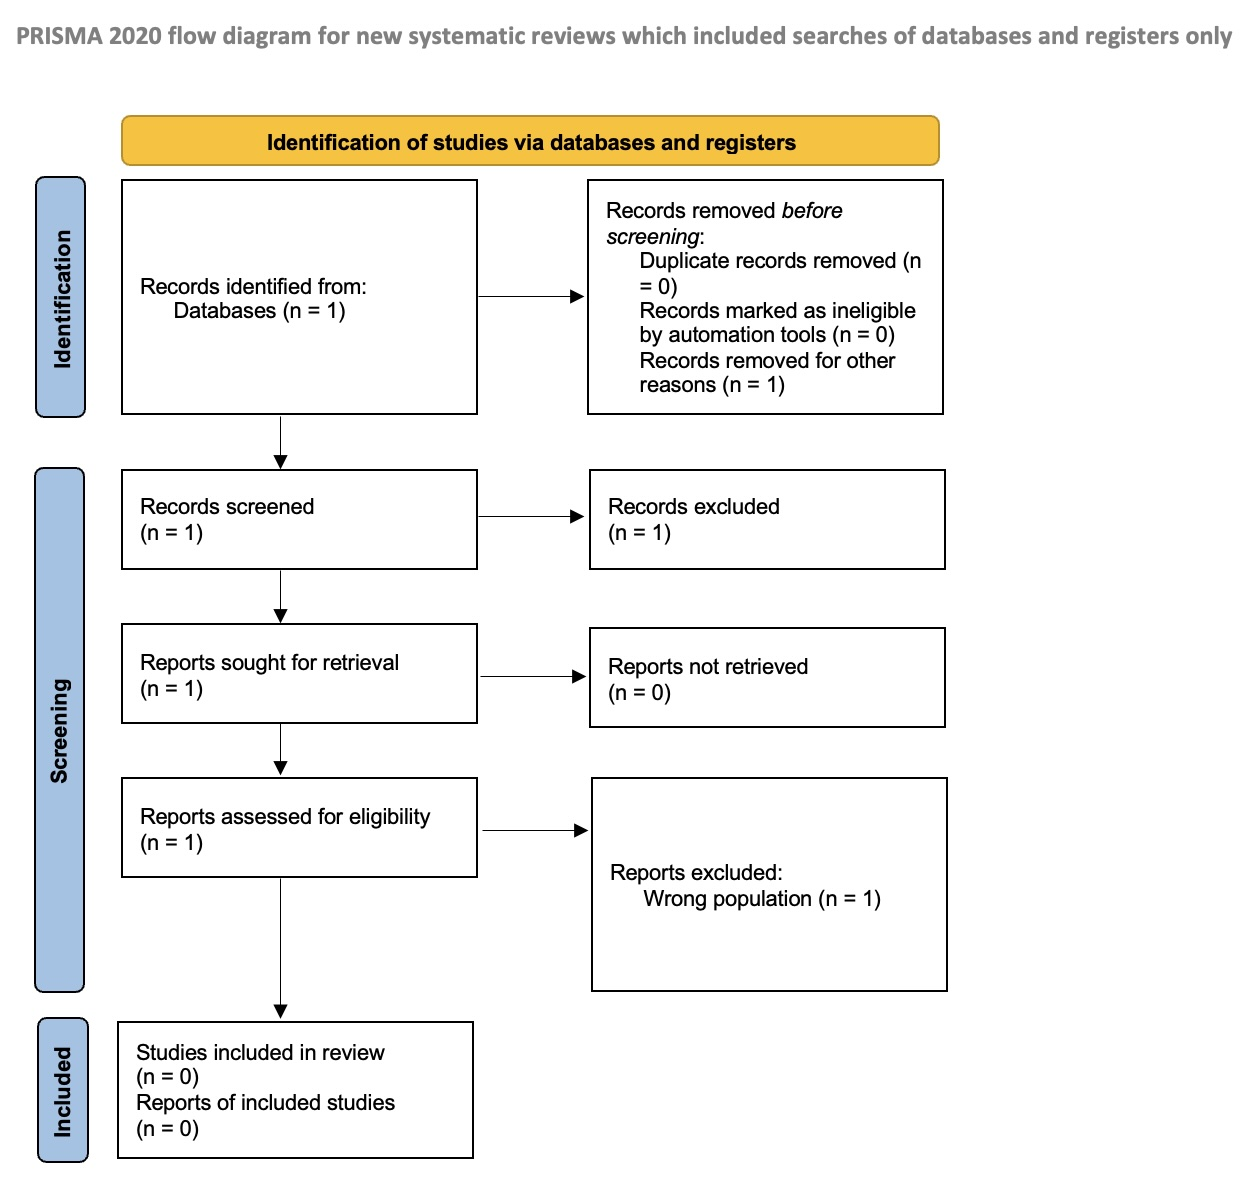 PRISMA 2020 flow diagram for new systematic reviews which included searches of databases and registers only
Identification of studies via databases and registers
Identification
Records identified from:
Databases (n = 1)
Records removed before
screening:
Duplicate records removed (n
= 0)
Records marked as ineligible
by automation tools (n = 0)
Records removed for other
reasons (n = 1)
Screening
Records screened
(n = 1)
Records excluded
(n = 1)
Reports sought for retrieval
(n = 1)
Reports not retrieved
(n = 0)
Reports assessed for eligibility
(n = 1)
Reports excluded:
Wrong population (n = 1)
Included
Studies included in review
(n = 0)
Reports of included studies
(n = 0)